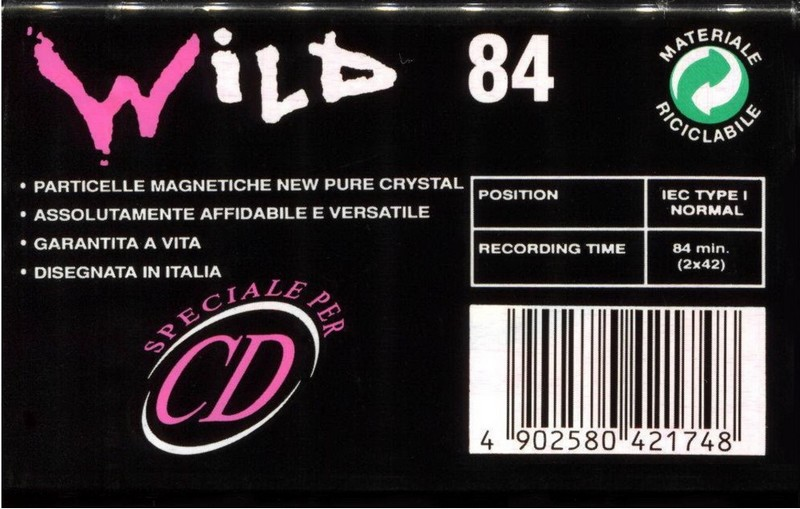 WiLD
84
MATERIALE
RICICLABILE
• PARTICELLE MAGNETICHE NEW PURE CRYSTAL
• ASSOLUTAMENTE AFFIDABILE E VERSATILE
• GARANTITA A VITA
• DISEGNATA IN ITALIA
POSITION
IEC TYPE I
NORMAL
RECORDING TIME
84 min.
(2x42)
SPECIALE PER
CD
4 902580 421748